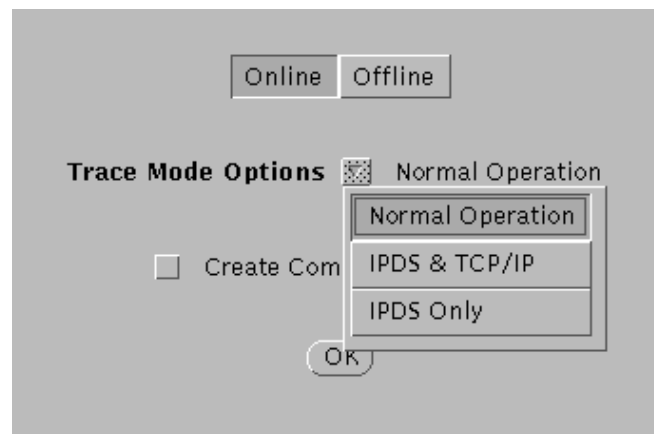 Online Offline
Trace Mode Options Normal Operation
Normal Operation
IPDS & TCP/IP
Create Com
IPDS Only
OK